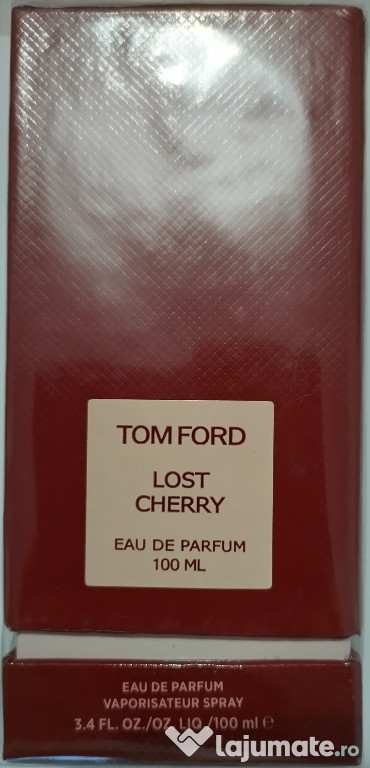 TOM FORD
LOST
CHERRY
EAU DE PARFUM
100 ML
EAU DE PARFUM
VAPORISATEUR SPRAY
3.4 FL. OZ./OZ. LIQ./100 ml e
lajumate.ro